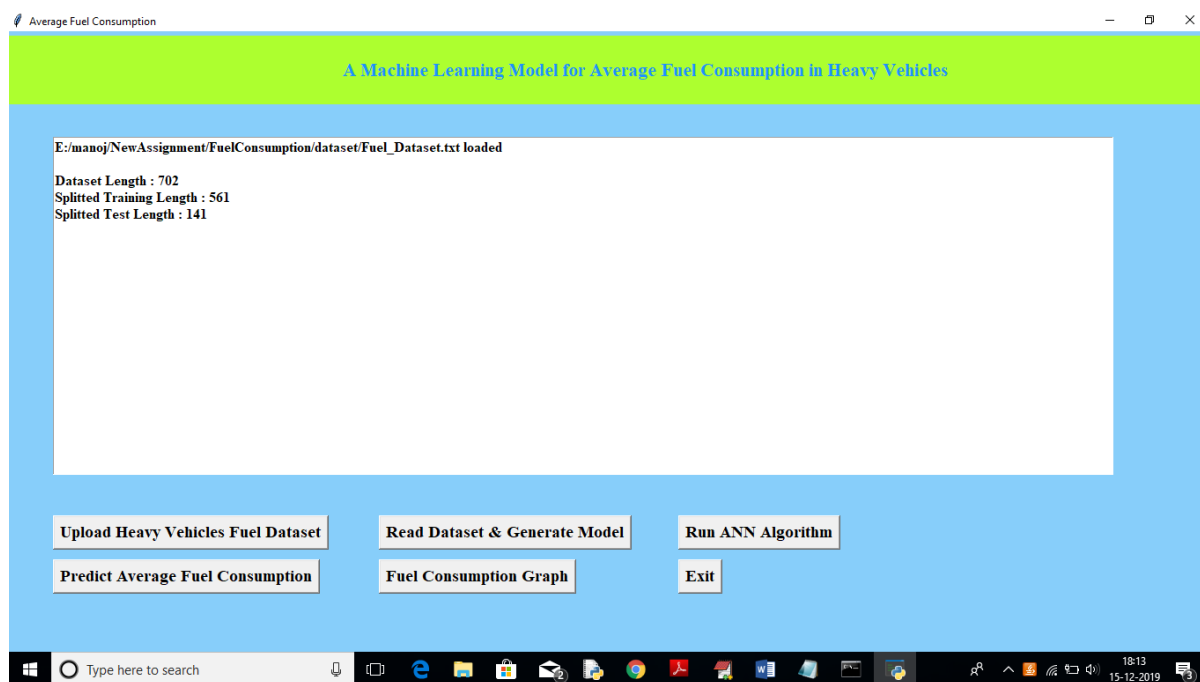 Average Fuel Consumption
A Machine Learning Model for Average Fuel Consumption in Heavy Vehicles
E:/manoj/NewAssignment/FuelConsumption/dataset/Fuel_Dataset.txt loaded
Dataset Length : 702
Splitted Training Length : 561
Splitted Test Length : 141
Upload Heavy Vehicles Fuel Dataset
Read Dataset & Generate Model
Run ANN Algorithm
Predict Average Fuel Consumption
Fuel Consumption Graph
Exit
Type here to search
2
18:13
15-12-2019
3